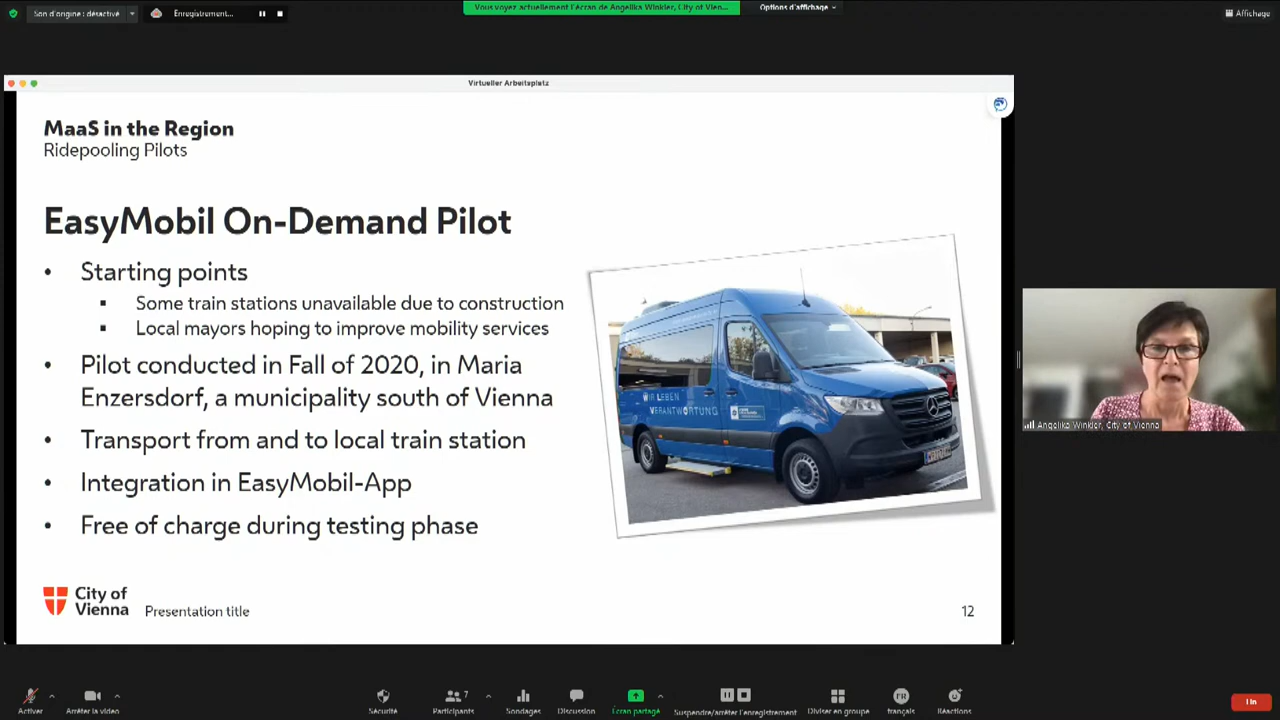 Son d'origine : désactivé
Enregistrement...
Vous voyez actuellement l'écran de Angelika Winkler, City of Vien...
Options d'affichage
Affichage
Virtueller Arbeitsplatz
MaaS in the Region
Ridepooling Pilots
EasyMobil On-Demand Pilot
• Starting points
▪ Some train stations unavailable due to construction
▪ Local mayors hoping to improve mobility services
• Pilot conducted in Fall of 2020, in Maria
Enzersdorf, a municipality south of Vienna
• Transport from and to local train station
• Integration in EasyMobil-App
• Free of charge during testing phase
WIR LEBEN
VERANTWORTUNG
City of
Vienna
Presentation title
12
Angelika Winkler, City of Vienna
Activer
Arrêter la vidéo
Sécurité
Participants
7
Sondages
Discussion
Écran partagé
Suspendre/arrêter l'enregistrement
Diviser en groupe
FR
français
Réactions